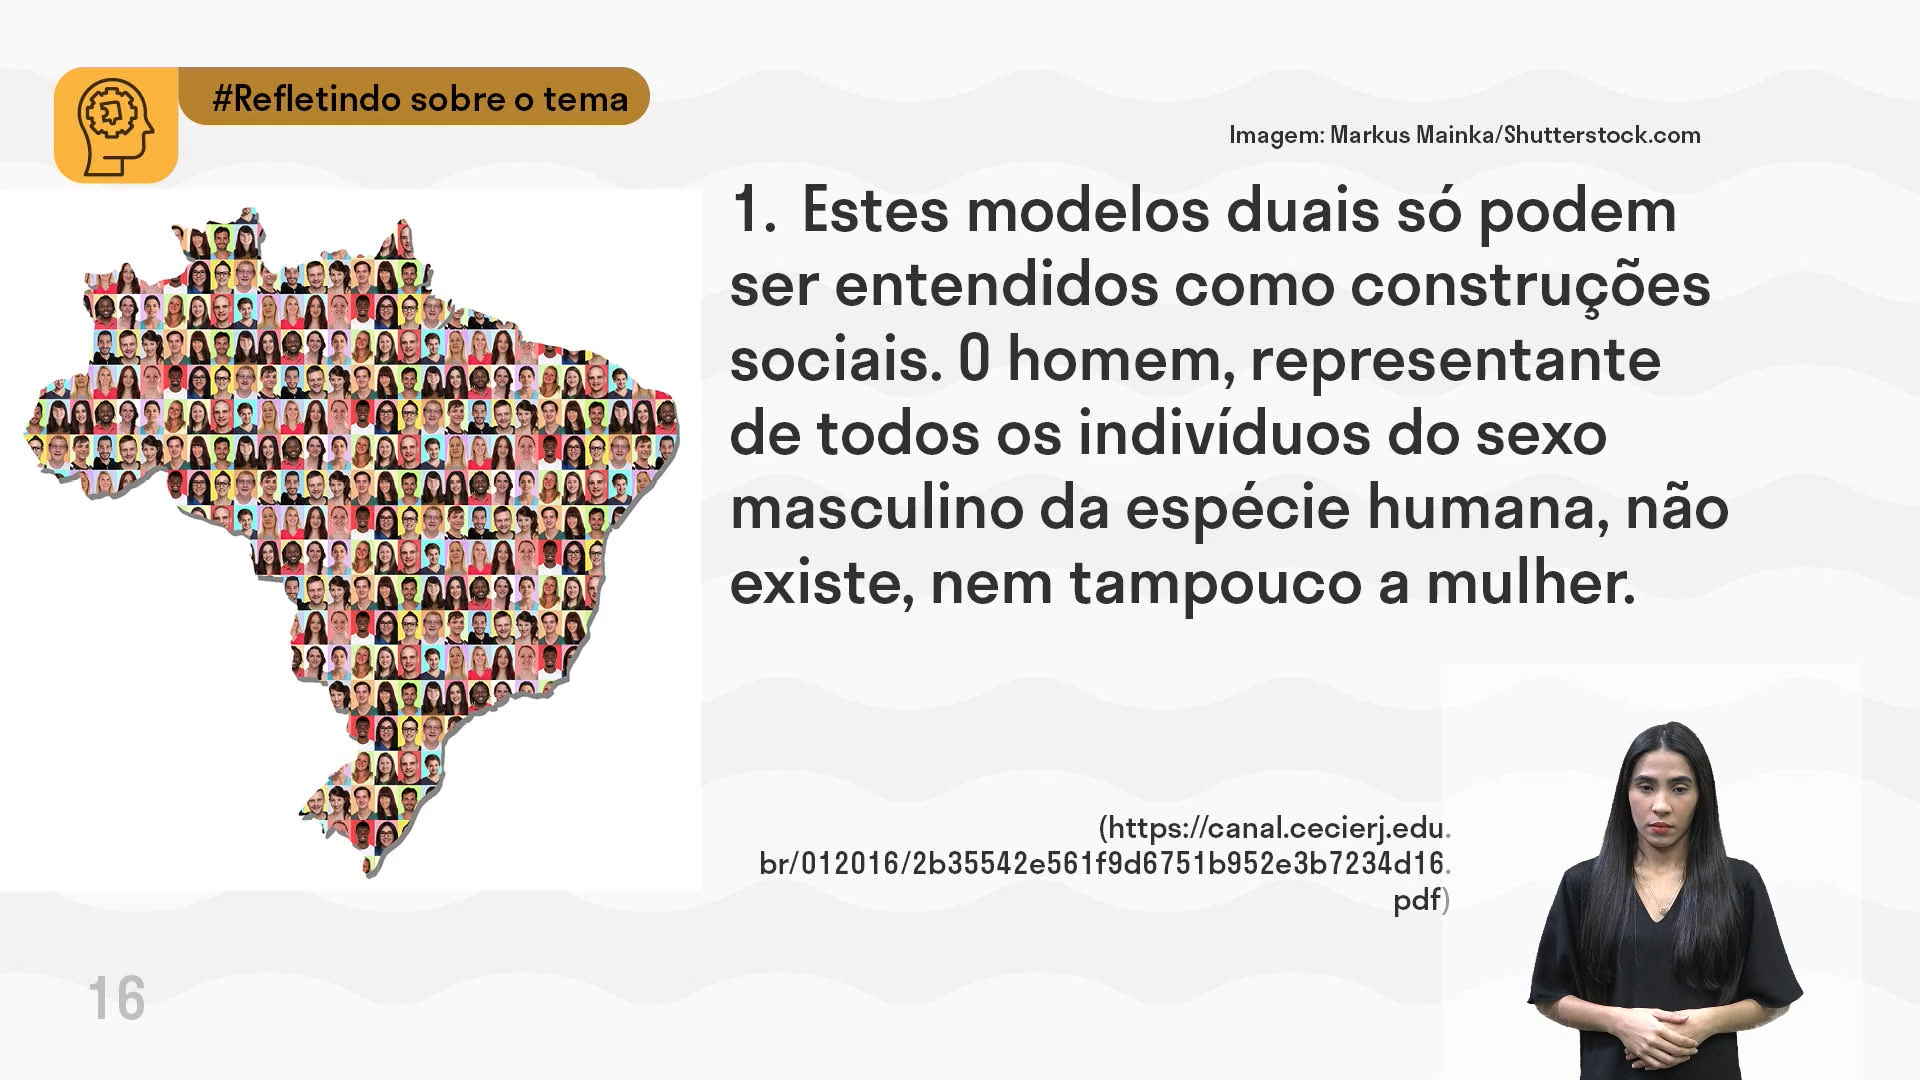 #Refletindo sobre o tema
Imagem: Markus Mainka/Shutterstock.com
1. Estes modelos duais só podem
ser entendidos como construções
sociais. O homem, representante
de todos os indivíduos do sexo
masculino da espécie humana, não
existe, nem tampouco a mulher.
(https://canal.cecierj.edu.
br/012016/2b35542e561f9d6751b952e3b7234d16.
pdf)
16